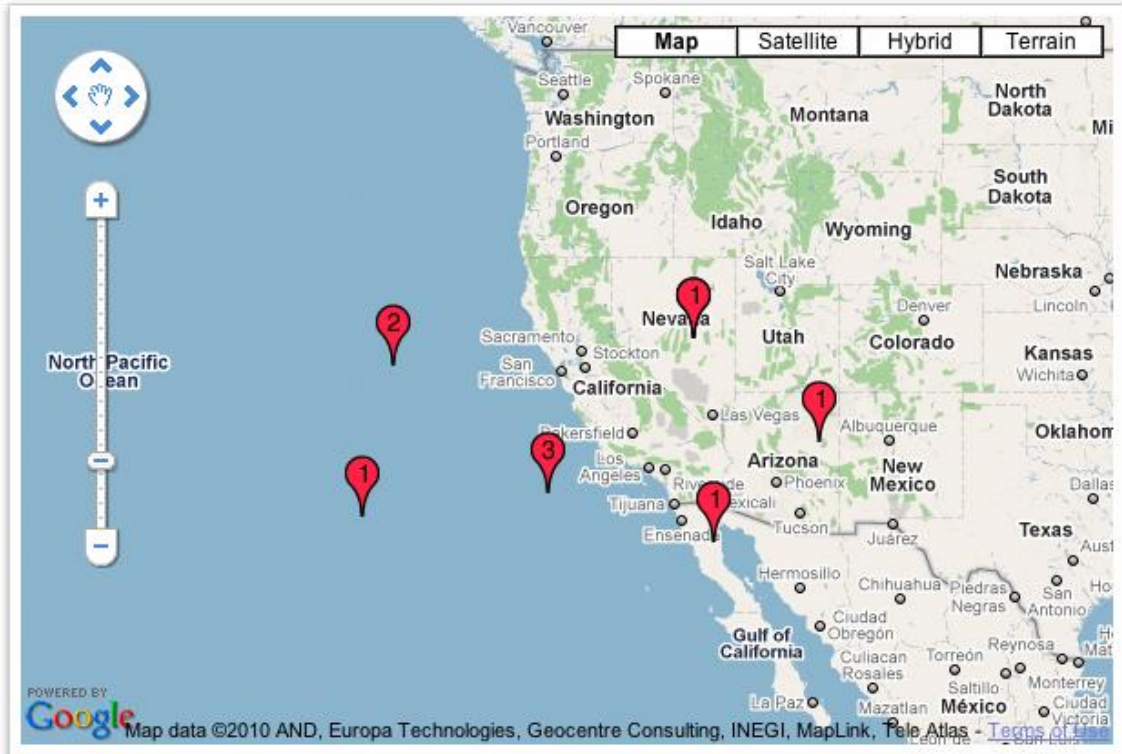 Vancouver
Map Satellite Hybrid Terrain
Seattle
Spokane
Washington
Montana
North
Dakota
Portland
South
Dakota
Oregon
Idaho
Wyoming
Salt Lake
City
Nebraska
Lincoln
1
Nevada
Denver
2
Sacramento
Stockton
Utah
Colorado
North Pacific
Ocean
San
Francisco
California
Kansas
Wichita
1
Las Vegas
Albuquerque
Bakersfield
Oklahom
3
Los
Angeles
Arizona
New
Mexico
1
Phoenix
Dallas
1
Tijuana
Mexicali
Tucson
Ensenada
Juárez
Texas
Aust
Hermosillo
Chihuahua
Piedras
Negras
San
Antonio
Ciudad
Obregón
Gulf of
California
Reynosa
Culiacan
Rosales
Torreón
Saltillo
Monterrey
La Paz
Mazatlan
México
Ciudad
Victoria
POWERED BY
Google
Map data ©2010 AND, Europa Technologies, Geocentre Consulting, INEGI, MapLink, Tele Atlas - Terms of Use